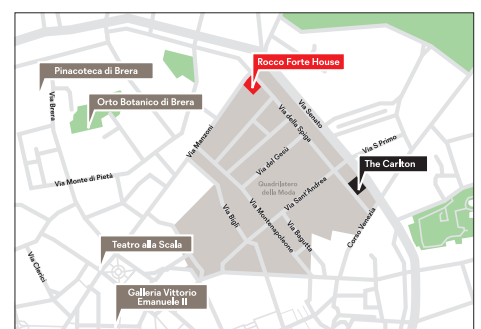 Rocco Forte House
Pinacoteca di Brera
Orto Botanico di Brera
Via Brera
Via Senato
Via della Spiga
Via Manzoni
Via S Primo
Via del Gesù
The Carlton
Via Monte di Pietà
Quadrilatero
della Moda
Via Sant'Andrea
Via Bigli
Via Montenapoleone
Via Bagutta
Corso Venezia
Teatro alla Scala
Via Clerici
Galleria Vittorio
Emanuele II